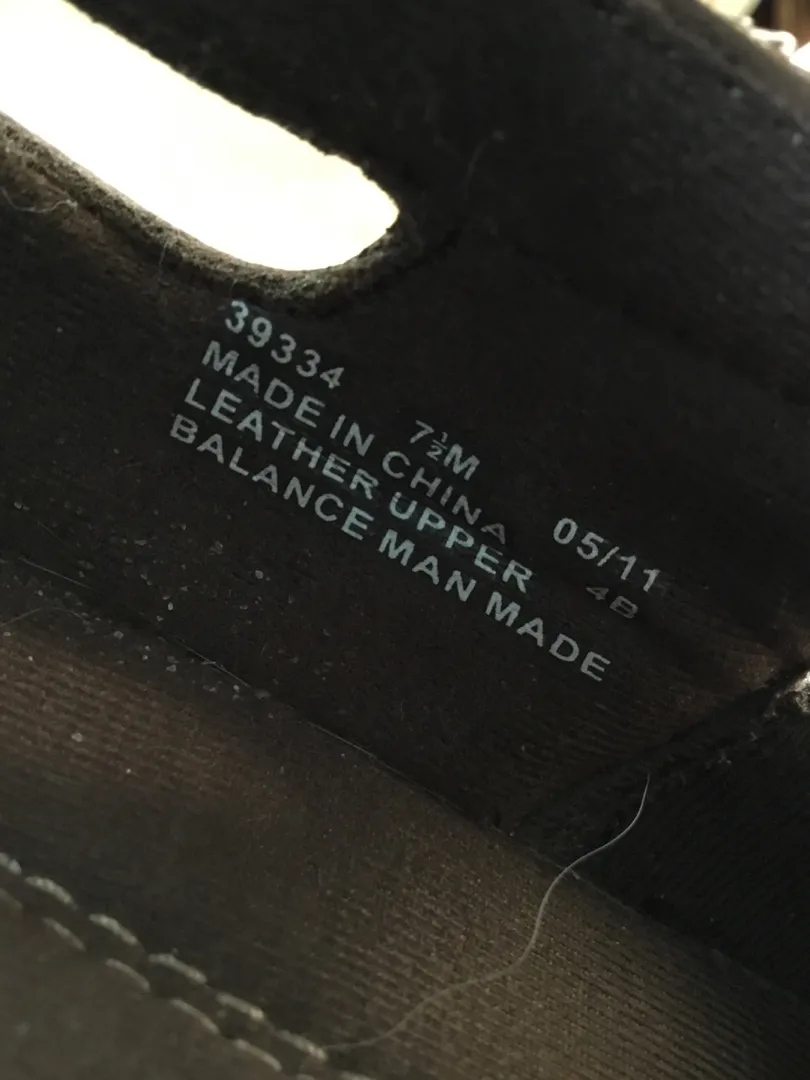 39334 7½M 05/11
MADE IN CHINA 4B
LEATHER UPPER
BALANCE MAN MADE